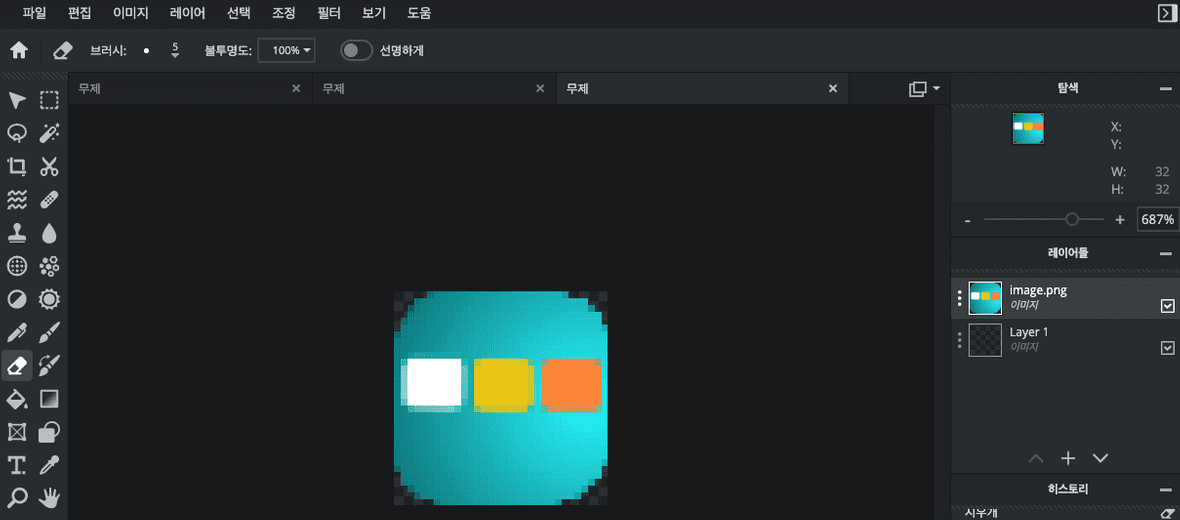 파일 편집 이미지 레이어 선택 조정 필터 보기 도움
브러시: 5 불투명도: 100% 선명하게
무제 무제 무제
탐색
X:
Y:
W: 32
H: 32
- + 687%
레이어들
image.png
이미지
Layer 1
이미지
히스토리
지우개